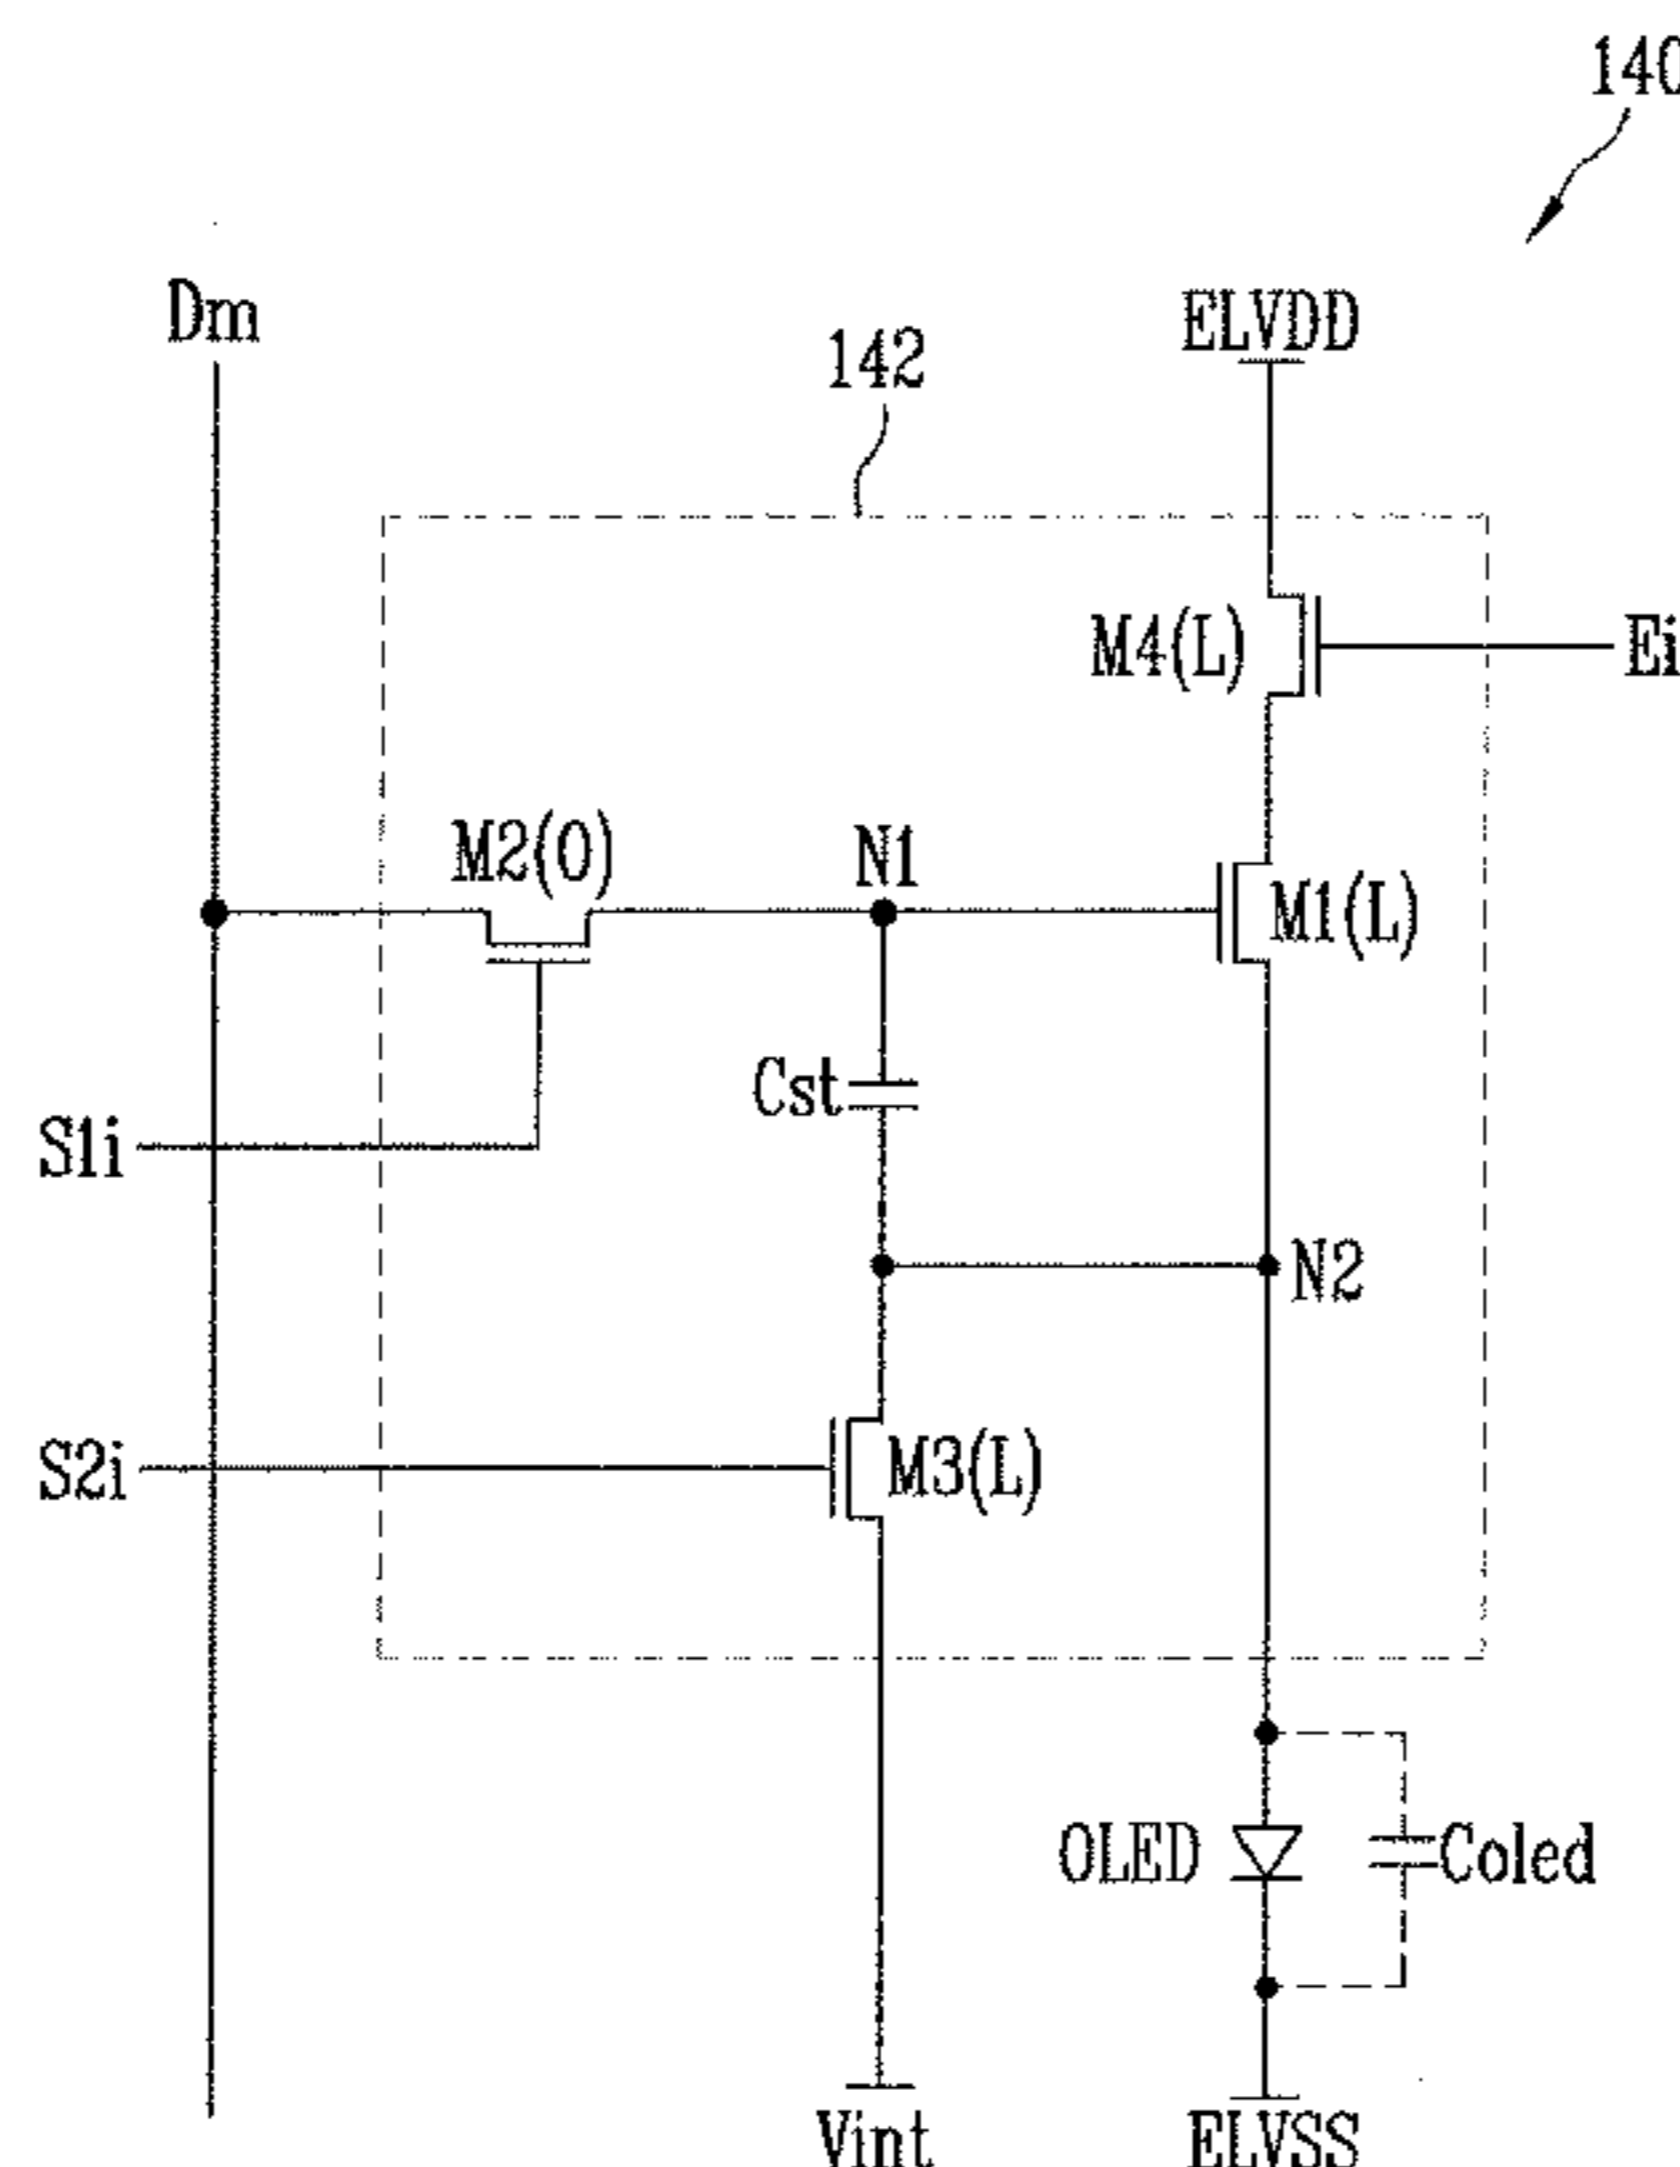 140
Dm
ELVDD
142
M4(L)
Ei
M2(O)
N1
M1(L)
Cst
S1i
N2
S2i
M3(L)
OLED
Coled
Vint
ELVSS